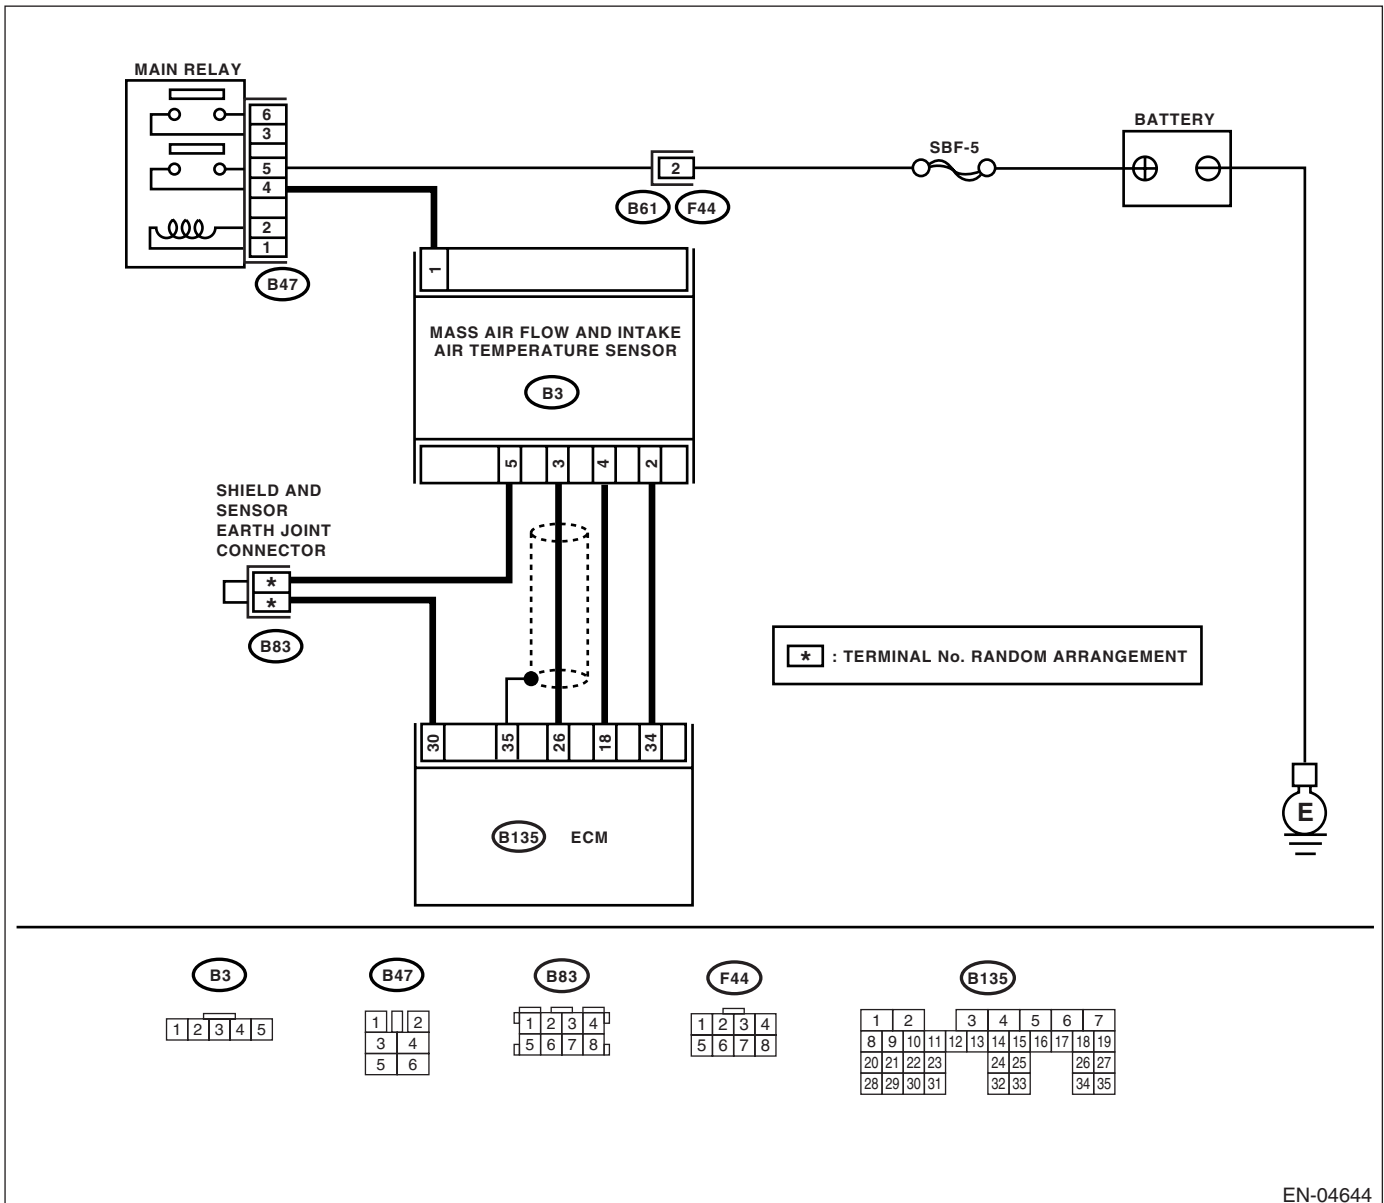 MAIN RELAY
6
3
5
4
2
1
B47
2
B61 F44
SBF-5
BATTERY
1
MASS AIR FLOW AND INTAKE
AIR TEMPERATURE SENSOR
B3
5 3 4 2
SHIELD AND
SENSOR
EARTH JOINT
CONNECTOR
*
*
B83
* : TERMINAL No. RANDOM ARRANGEMENT
30 35 26 18 34
B135 ECM
E
B3
1 2 3 4 5
B47
1 2
3 4
5 6
B83
1 2 3 4
5 6 7 8
F44
1 2 3 4
5 6 7 8
B135
1 2 3 4 5 6 7
8 9 10 11 12 13 14 15 16 17 18 19
20 21 22 23 24 25 26 27
28 29 30 31 32 33 34 35
EN-04644